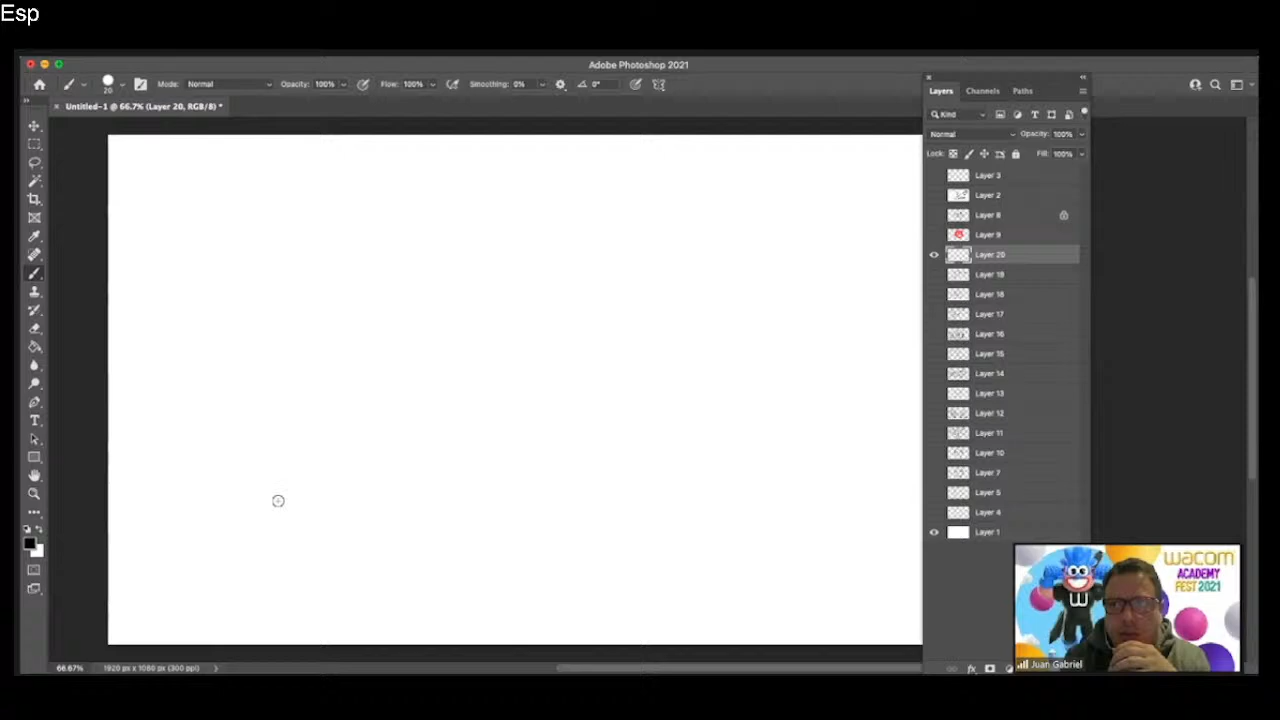 Esp
Adobe Photoshop 2021
20 Mode: Normal Opacity: 100% Flow: 100% Smoothing: 0% 0°
Untitled-1 @ 66.7% (Layer 20, RGB/8) *
Layers Channels Paths
Kind
Normal Opacity: 100%
Lock: Fill: 100%
Layer 3
Layer 2
Layer 8
Layer 9
Layer 20
Layer 19
Layer 18
Layer 17
Layer 16
Layer 15
Layer 14
Layer 13
Layer 12
Layer 11
Layer 10
Layer 7
Layer 5
Layer 4
Layer 1
wacom
ACADEMY
FEST 2021
W
Juan Gabriel
66.67% 1920 px x 1080 px (300 ppi)
fx